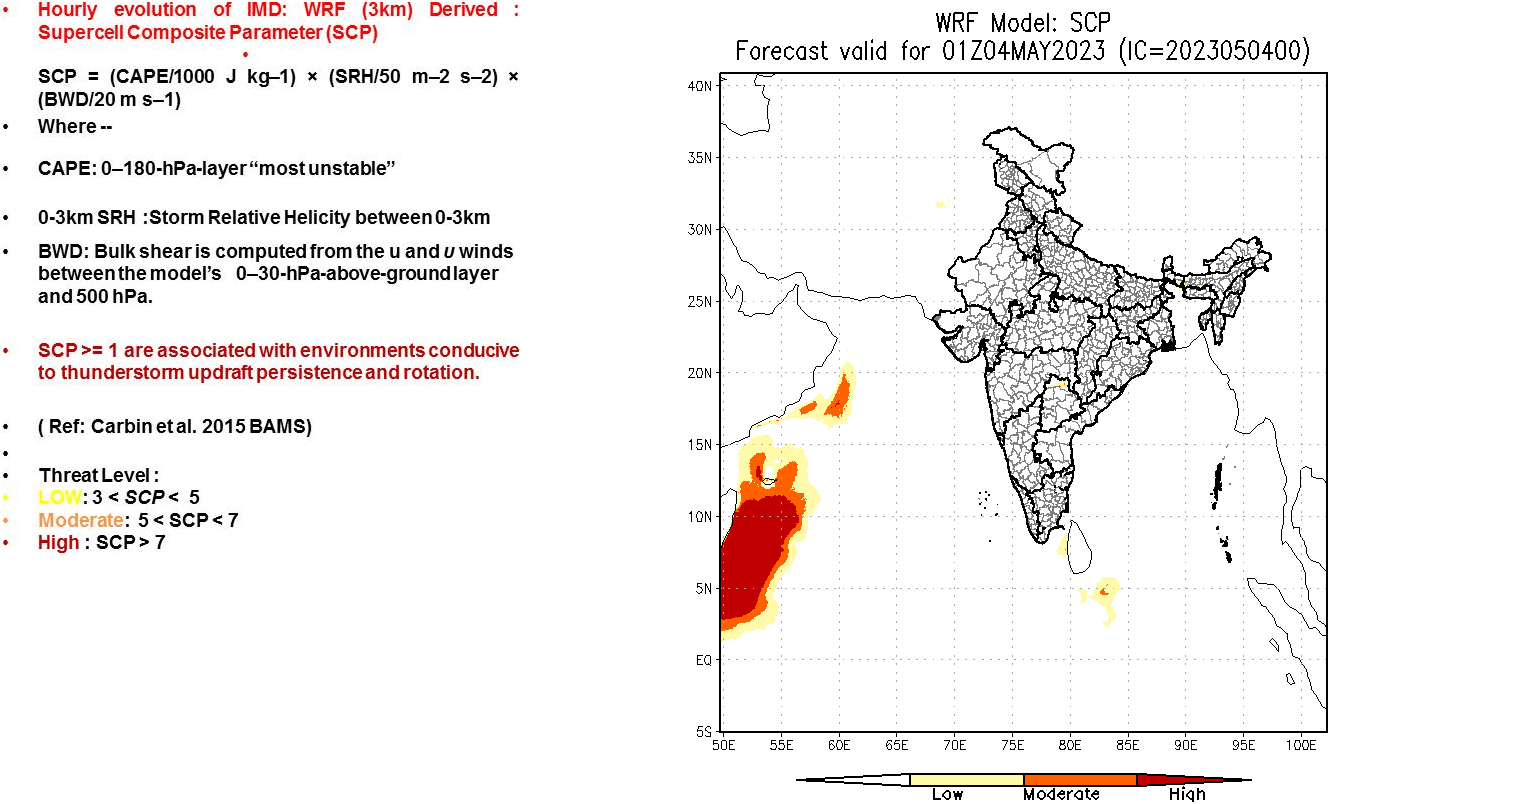 • Hourly evolution of IMD: WRF (3km) Derived :
Supercell Composite Parameter (SCP)
•
SCP = (CAPE/1000 J kg–1) × (SRH/50 m–2 s–2) ×
(BWD/20 m s–1)
• Where --
• CAPE: 0–180-hPa-layer “most unstable”
• 0-3km SRH :Storm Relative Helicity between 0-3km
• BWD: Bulk shear is computed from the u and υ winds
between the model’s 0–30-hPa-above-ground layer
and 500 hPa.
• SCP >= 1 are associated with environments conducive
to thunderstorm updraft persistence and rotation.
• ( Ref: Carbin et al. 2015 BAMS)
•
• Threat Level :
• LOW: 3 < SCP < 5
• Moderate: 5 < SCP < 7
• High : SCP > 7
WRF Model: SCP
Forecast valid for 01Z04MAY2023 (IC=2023050400)
40N
35N
30N
25N
20N
15N
10N
5N
EQ
5S
50E 55E 60E 65E 70E 75E 80E 85E 90E 95E 100E
Low Moderate High